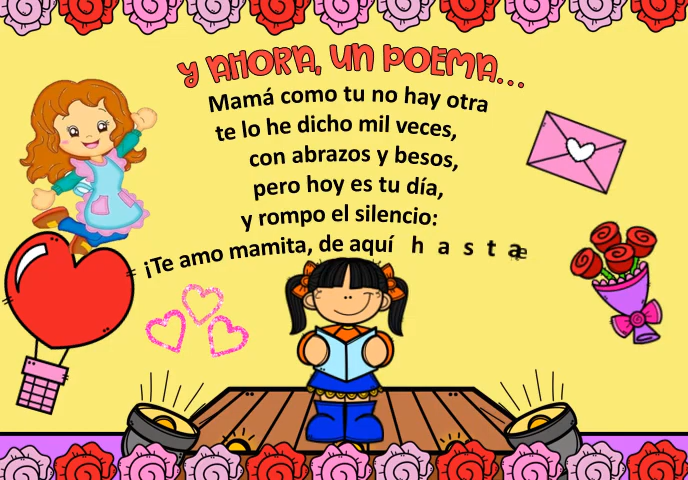 Y AHORA, UN POEMA...
Mamá como tu no hay otra
te lo he dicho mil veces,
con abrazos y besos,
pero hoy es tu día,
y rompo el silencio:
¡Te amo mamita, de aquí h a s t